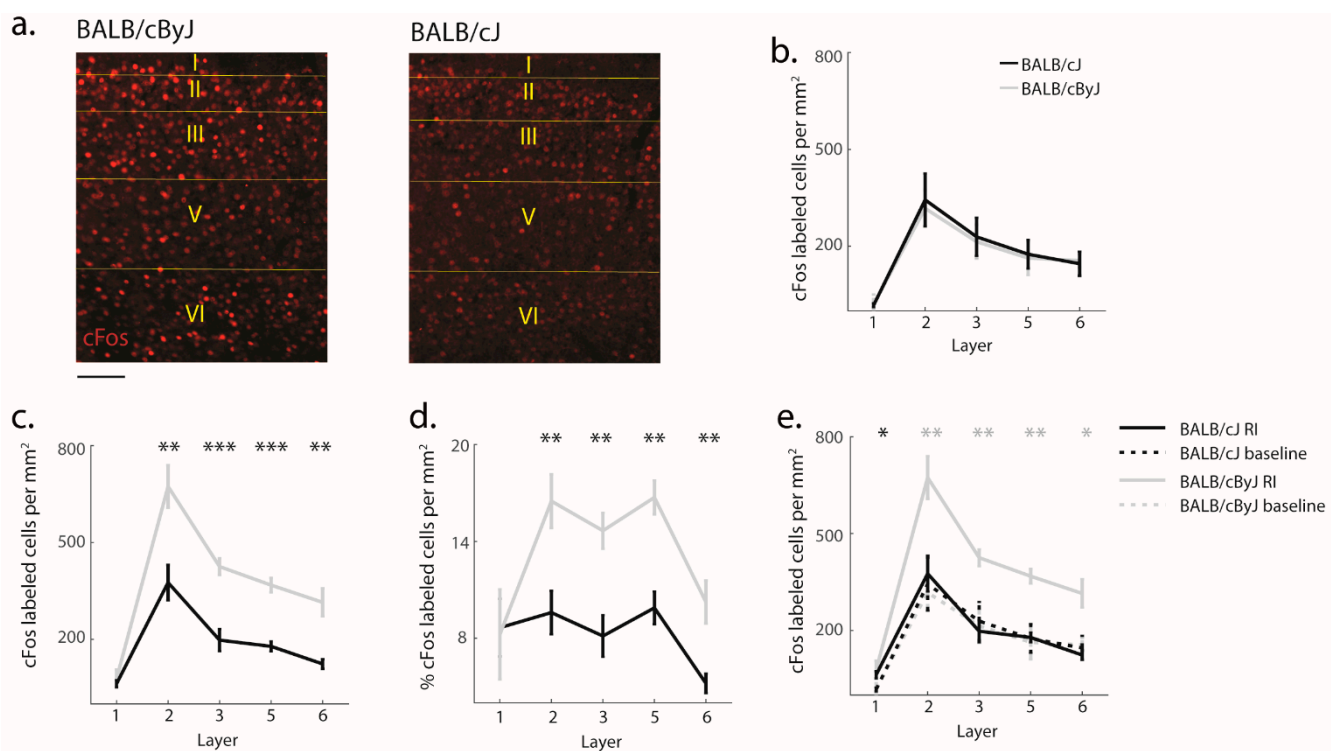 a.
BALB/cByJ
BALB/cJ
I
II
III
V
VI
cFos
I
II
III
V
VI
b.
800
500
200
cFos labeled cells per mm²
BALB/cJ
BALB/cByJ
1 2 3 5 6
Layer
c.
** *** *** **
800
500
200
cFos labeled cells per mm²
1 2 3 5 6
Layer
d.
** ** ** **
20
14
8
% cFos labeled cells per mm²
1 2 3 5 6
Layer
e.
* ** ** ** *
800
500
200
cFos labeled cells per mm²
1 2 3 5 6
Layer
BALB/cJ RI
BALB/cJ baseline
BALB/cByJ RI
BALB/cByJ baseline